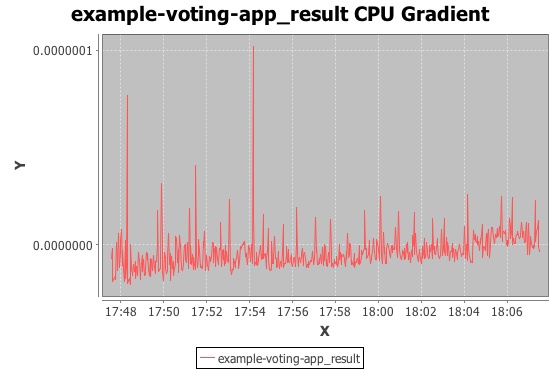 example-voting-app_result CPU Gradient
0.0000001
Y
0.0000000
17:48 17:50 17:52 17:54 17:56 17:58 18:00 18:02 18:04 18:06
X
example-voting-app_result